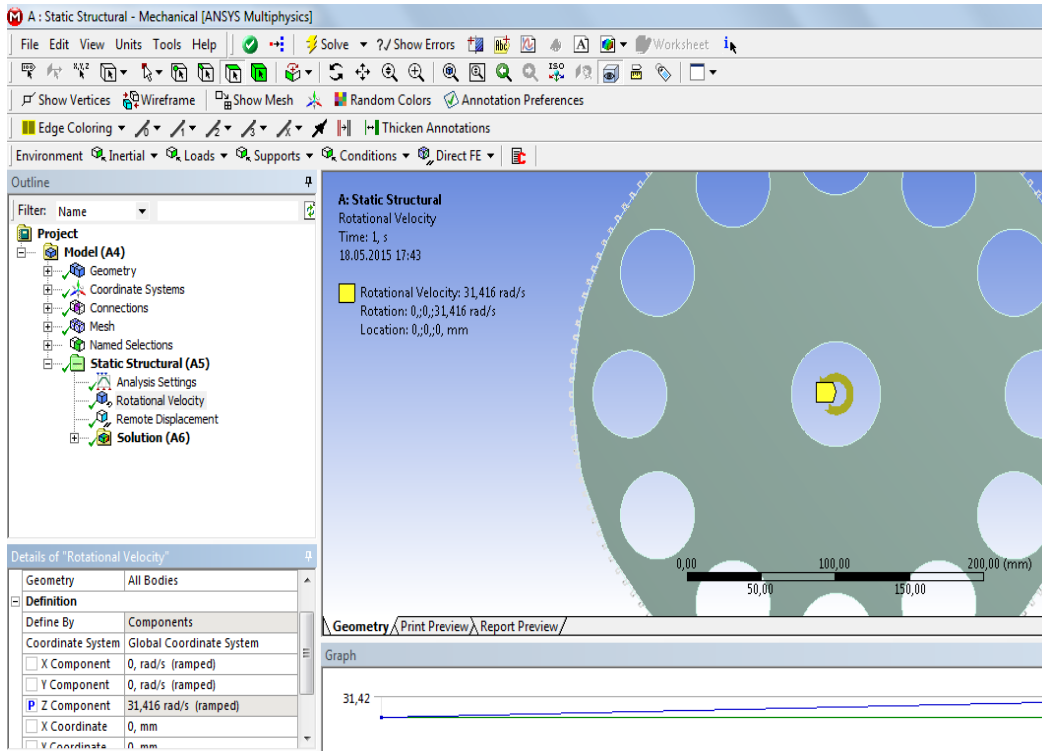 A : Static Structural - Mechanical [ANSYS Multiphysics]
File Edit View Units Tools Help Solve ?/ Show Errors Worksheet
Show Vertices Wireframe Show Mesh Random Colors Annotation Preferences
Edge Coloring Thicken Annotations
Environment Inertial Loads Supports Conditions Direct FE
Outline
Filter: Name
Project
Model (A4)
Geometry
Coordinate Systems
Connections
Mesh
Named Selections
Static Structural (A5)
Analysis Settings
Rotational Velocity
Remote Displacement
Solution (A6)
Details of "Rotational Velocity"
Geometry All Bodies
Definition
Define By Components
Coordinate System Global Coordinate System
X Component 0, rad/s (ramped)
Y Component 0, rad/s (ramped)
P Z Component 31,416 rad/s (ramped)
X Coordinate 0, mm
Y Coordinate 0, mm
A: Static Structural
Rotational Velocity
Time: 1, s
18.05.2015 17:43
Rotational Velocity: 31,416 rad/s
Rotation: 0,;0,;31,416 rad/s
Location: 0,;0,;0, mm
0,00 100,00 200,00 (mm)
50,00 150,00
Geometry Print Preview Report Preview
Graph
31,42